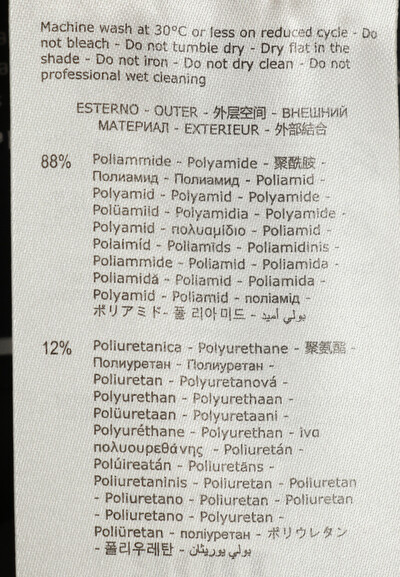 Machine wash at 30°C or less on reduced cycle - Do
not bleach - Do not tumble dry - Dry flat in the
shade - Do not iron - Do not dry clean - Do not
professional wet cleaning
ESTERNO - OUTER - 外层空间 - ВНЕШНИЙ
МАТЕРИАЛ - EXTERIEUR - 外部結合
88% Poliammide - Polyamide - 聚酰胺 -
Полиамид - Полиамид - Poliamid -
Polyamid - Polyamid - Polyamide -
Polüamiid - Polyamidia - Polyamide -
Polyamid - πολυαμίδιο - Poliamid -
Polaimíd - Poliamīds - Poliamidinis -
Poliammide - Poliamid - Poliamida -
Poliamidă - Poliamid - Poliamida -
Polyamid - Poliamid - поліамід -
ポリアミド- 폴리아미드 - بولي أميد
12% Poliuretanica - Polyurethane - 聚氨酯 -
Полиуретан - Полиуретан -
Poliuretan - Polyuretanová -
Polyurethan - Polyurethaan -
Polüuretaan - Polyuretaani -
Polyuréthane - Polyurethan - ίνα
πολυουρεθάνης - Poliuretán -
Polúireatán - Poliuretāns -
Poliuretaninis - Poliuretan - Poliuretan
- Poliuretano - Poliuretan - Poliuretan
- Poliuretano - Polyuretan -
Poliüretan - поліуретан - ポリウレタン
- 폴리우레탄 - بولي يوريثان